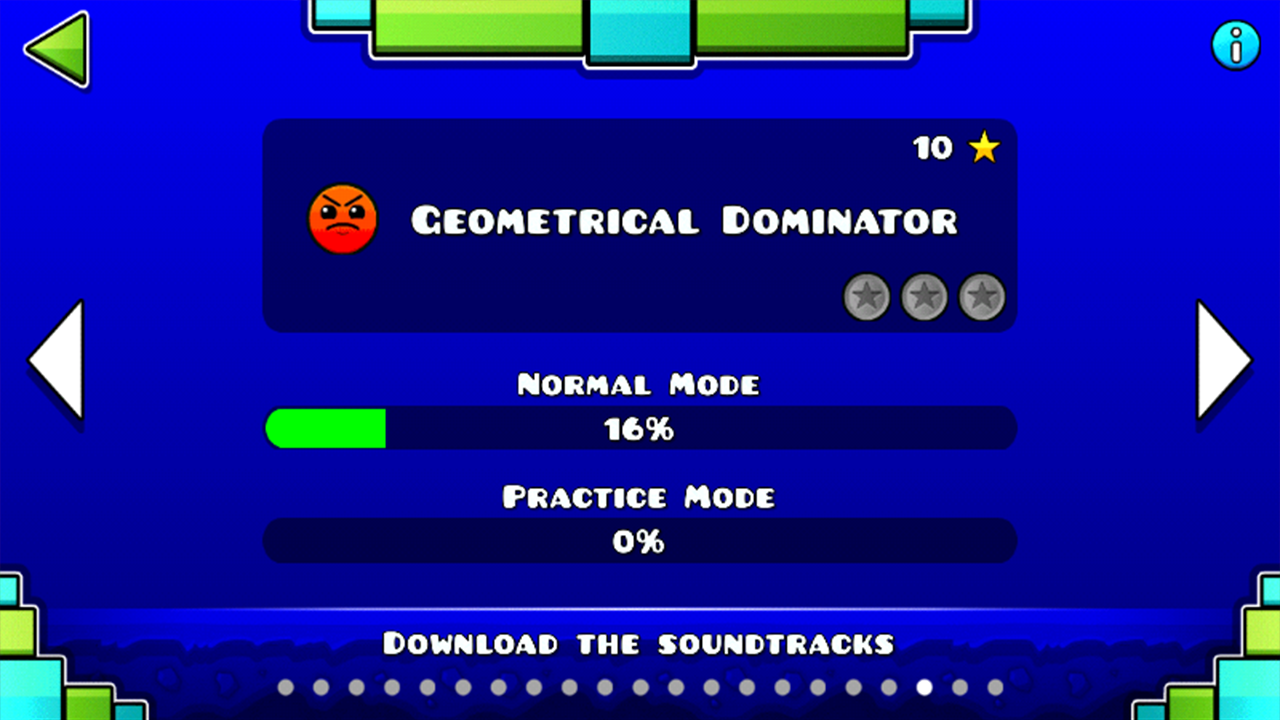 10
Geometrical Dominator
Normal Mode
16%
Practice Mode
0%
Download the soundtracks